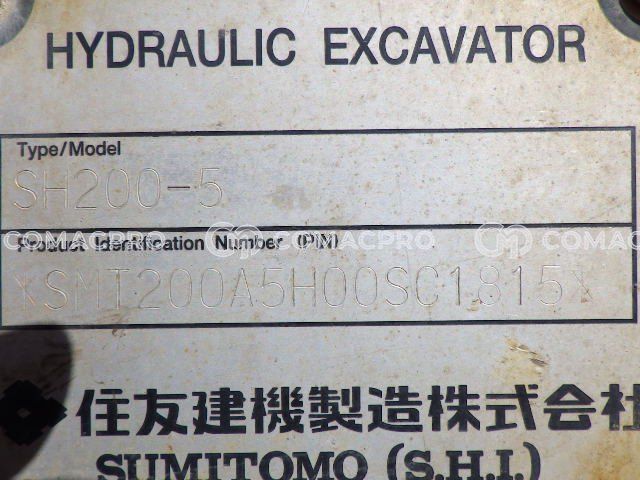 HYDRAULIC EXCAVATOR
Type/Model
SH200-5
Product Identification Number (PIN)
COMACPRO COMACPRO COMAC
*SMT200A5H00SC1815*
住友建機製造株式会社
SUMITOMO (S.H.I.)